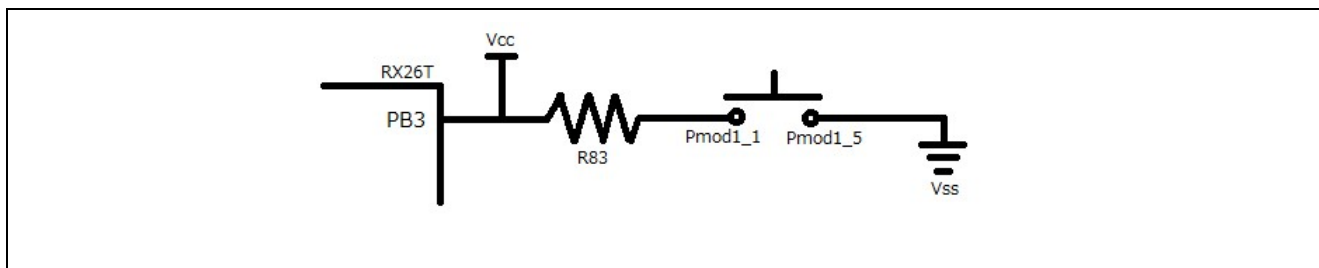 Vcc
RX26T
PB3
R83
Pmod1_1
Pmod1_5
Vss